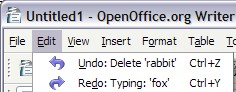 Untitled1 - OpenOffice.org Writer
File Edit View Insert Format Table
Undo: Delete 'rabbit' Ctrl+Z
Redo: Typing: 'fox' Ctrl+Y